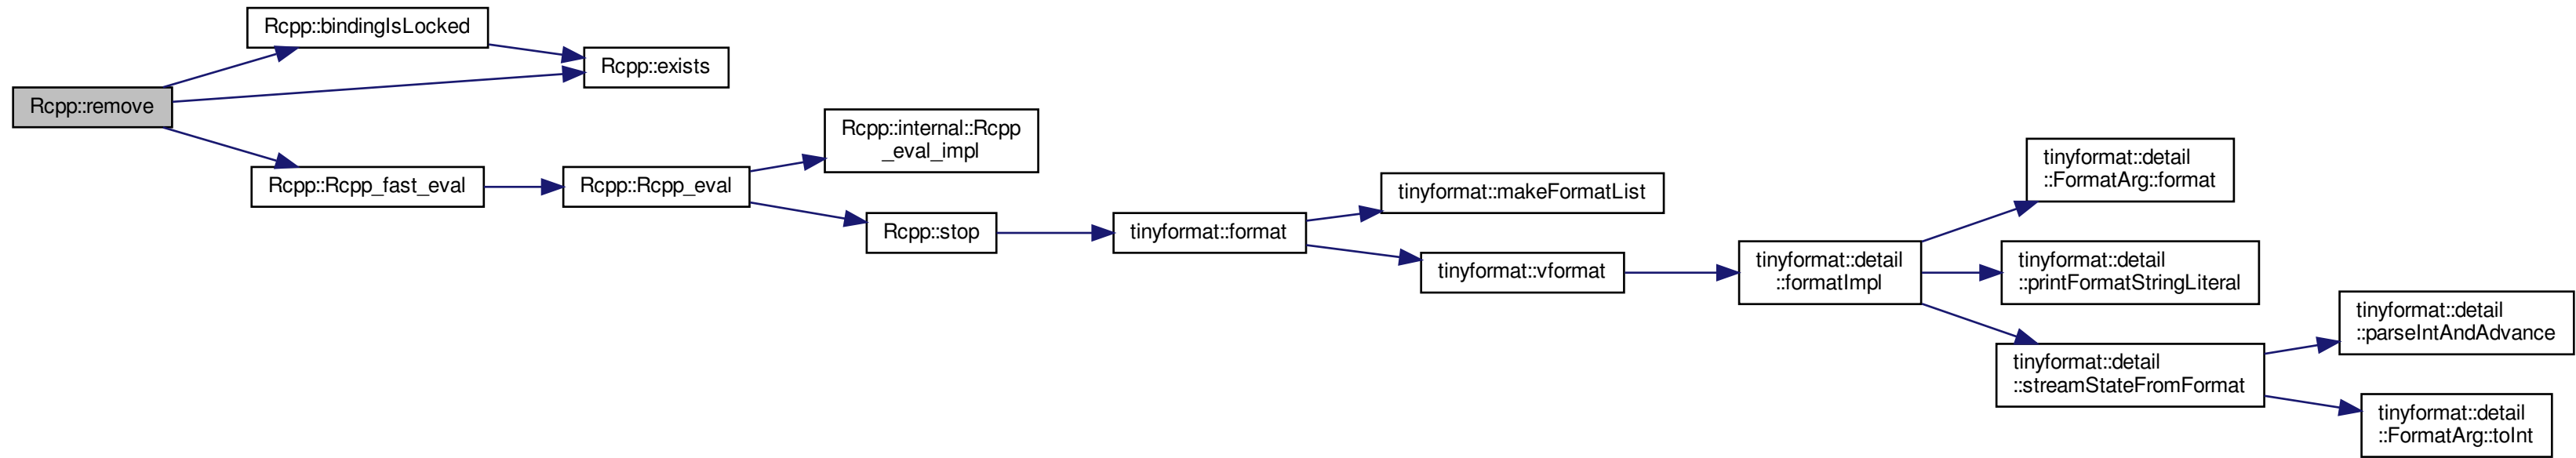 Rcpp::remove
Rcpp::bindingIsLocked
Rcpp::exists
Rcpp::Rcpp_fast_eval
Rcpp::Rcpp_eval
Rcpp::internal::Rcpp
_eval_impl
Rcpp::stop
tinyformat::format
tinyformat::makeFormatList
tinyformat::vformat
tinyformat::detail
::formatImpl
tinyformat::detail
::FormatArg::format
tinyformat::detail
::printFormatStringLiteral
tinyformat::detail
::streamStateFromFormat
tinyformat::detail
::parseIntAndAdvance
tinyformat::detail
::FormatArg::toInt